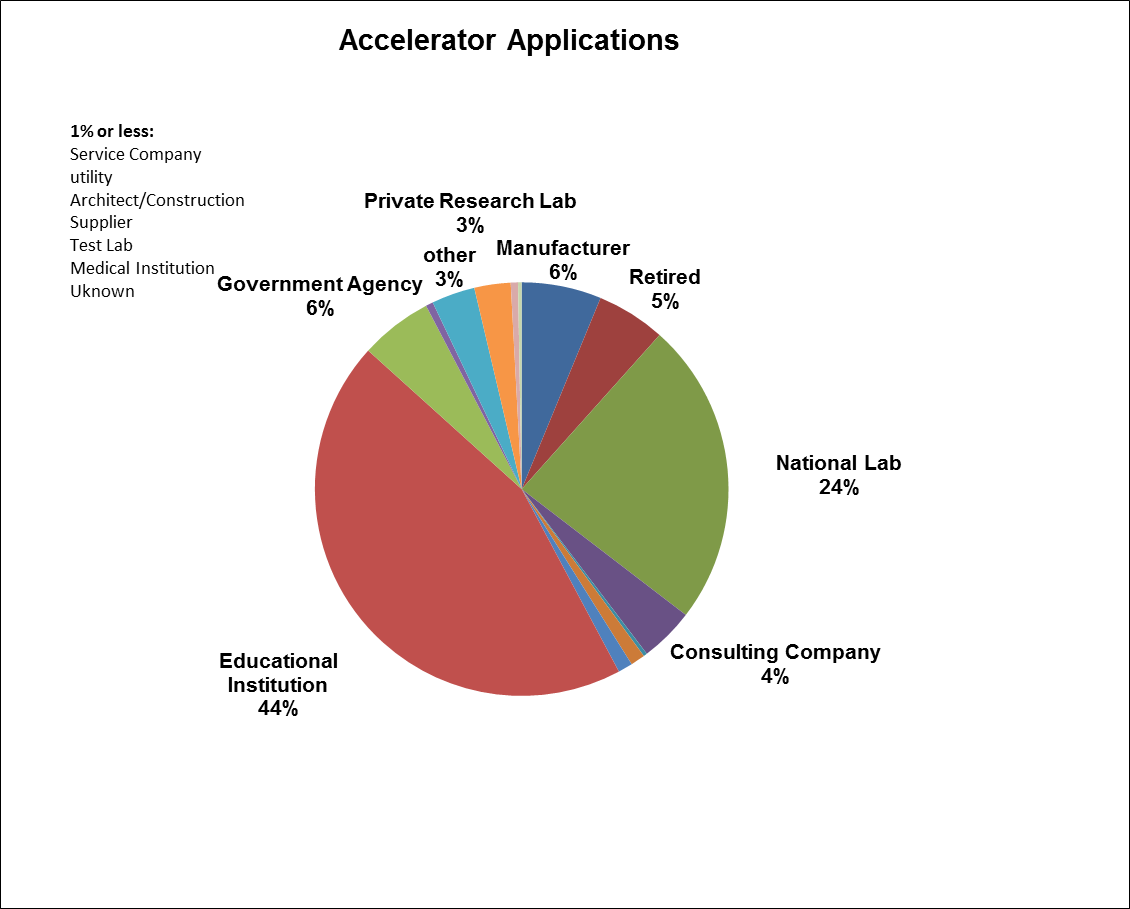 Accelerator Applications
1% or less:
Service Company
utility
Architect/Construction
Supplier
Test Lab
Medical Institution
Uknown
Private Research Lab
3%
other
3%
Manufacturer
6%
Retired
5%
Government Agency
6%
National Lab
24%
Consulting Company
4%
Educational
Institution
44%